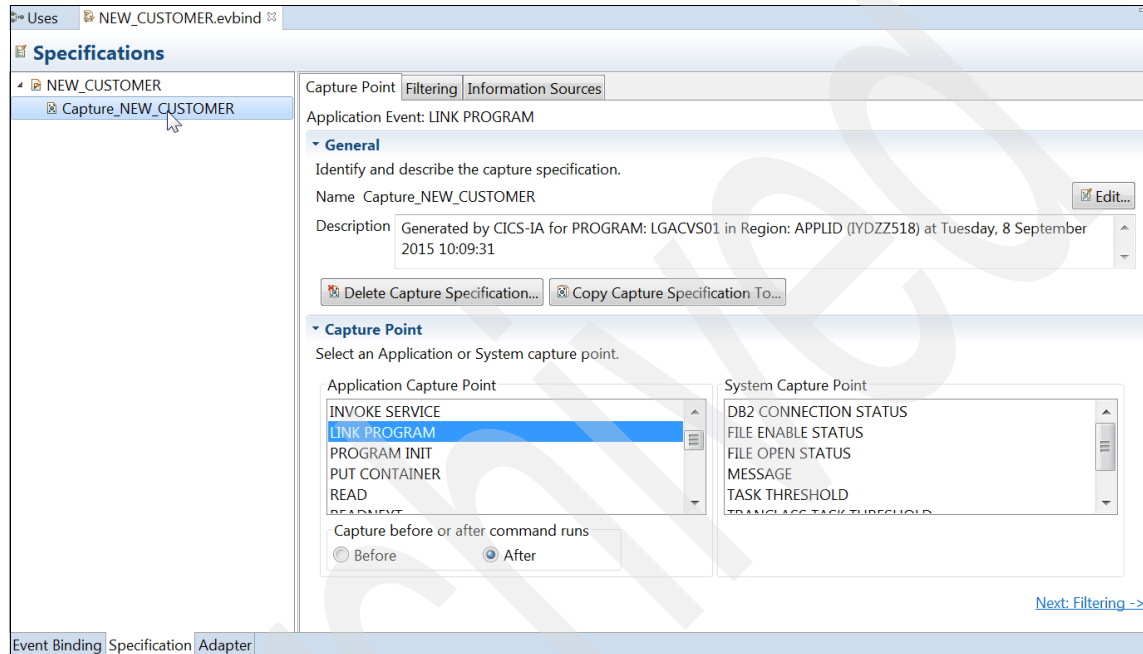 Uses
NEW_CUSTOMER.evbind
Specifications
NEW_CUSTOMER
Capture_NEW_CUSTOMER
Capture Point Filtering Information Sources
Application Event: LINK PROGRAM
General
Identify and describe the capture specification.
Name Capture_NEW_CUSTOMER
Edit...
Description Generated by CICS-IA for PROGRAM: LGACVS01 in Region: APPLID (IYDZZ518) at Tuesday, 8 September
2015 10:09:31
Delete Capture Specification... Copy Capture Specification To...
Capture Point
Select an Application or System capture point.
Application Capture Point
INVOKE SERVICE
LINK PROGRAM
PROGRAM INIT
PUT CONTAINER
READ
READNEXT
Capture before or after command runs
Before After
System Capture Point
DB2 CONNECTION STATUS
FILE ENABLE STATUS
FILE OPEN STATUS
MESSAGE
TASK THRESHOLD
TRANCLASS TASK THRESHOLD
Next: Filtering ->
Event Binding Specification Adapter